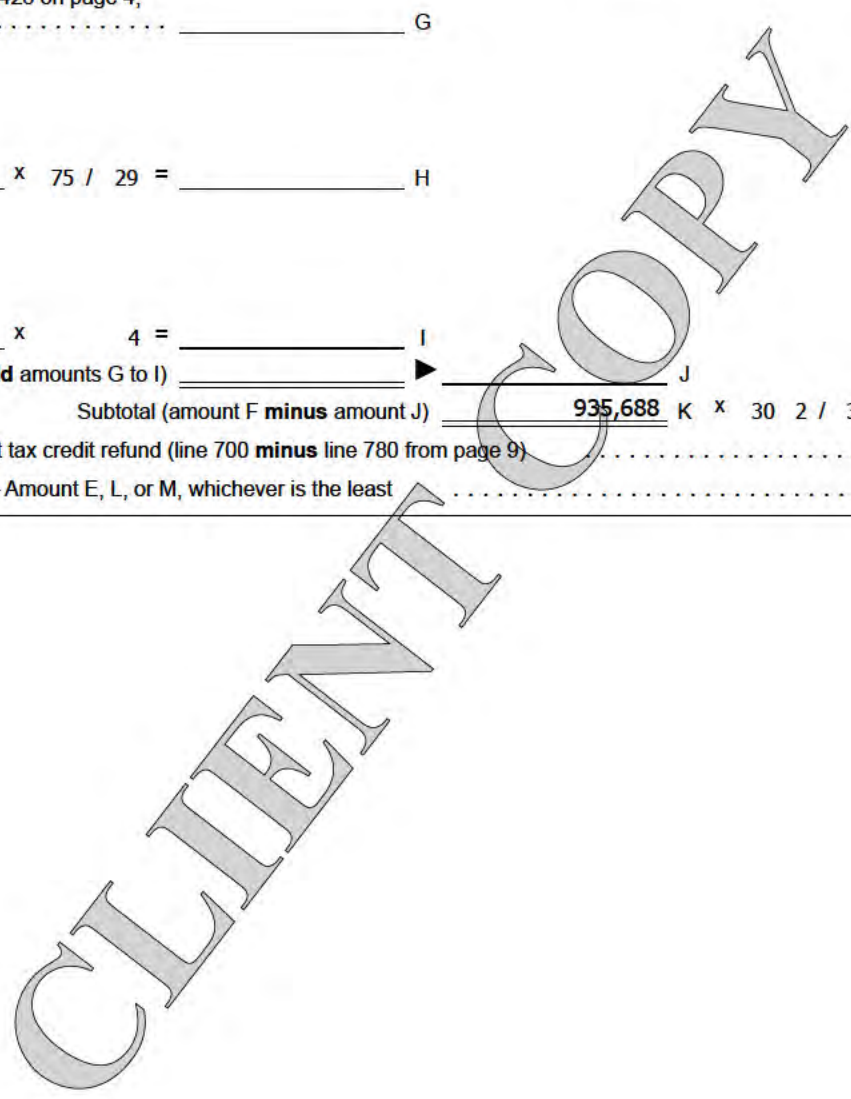 420 on page 4,
. . . . . . . . . . . . G
x 75 / 29 = H
x 4 = I
amounts G to I) ► J
Subtotal (amount F minus amount J) 935,688 K x 30 2 /
tax credit refund (line 700 minus line 780 from page 9) . . . . . . . . . . . . . . . . . . . .
Amount E, L, or M, whichever is the least . . . . . . . . . . . . . . . . . . . . . . . . . . . . .
CLIENT COPY